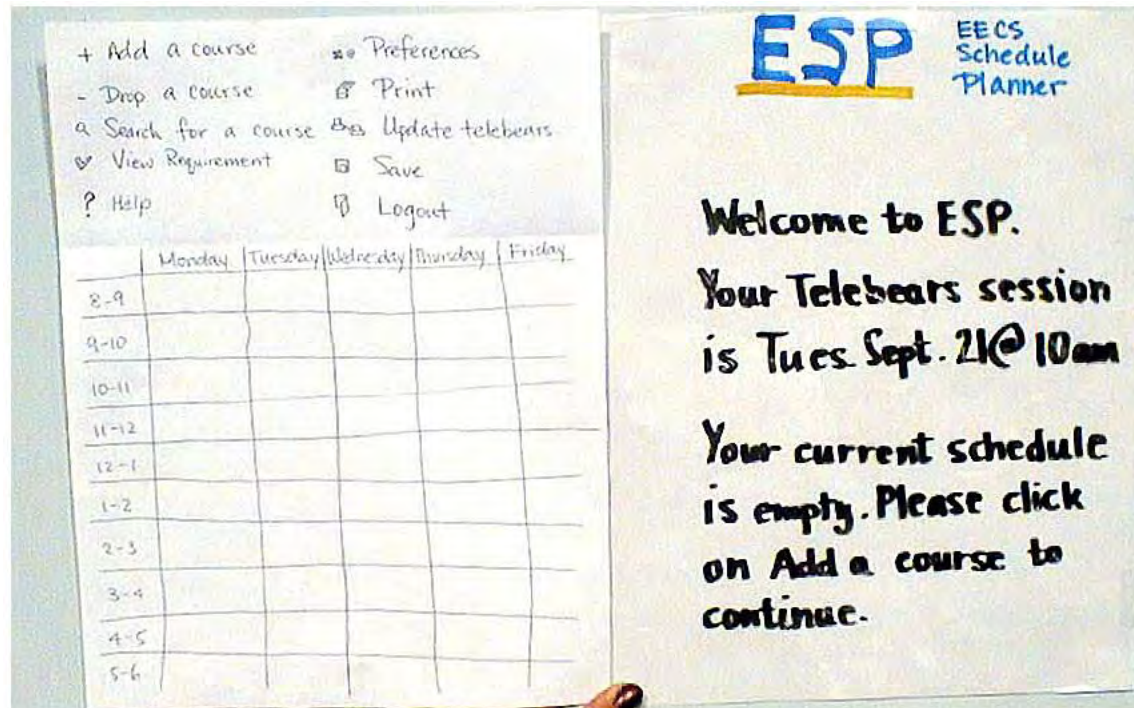 + Add a course
- Drop a course
Search for a course
View Requirement
? Help
Preferences
Print
Update telebears
Save
Logout
Monday Tuesday Wednesday Thursday Friday
8-9
9-10
10-11
11-12
12-1
1-2
2-3
3-4
4-5
5-6
ESP
EECS
Schedule
Planner
Welcome to ESP.
Your Telebears session
is Tues Sept. 21@10am
Your current schedule
is empty. Please click
on Add a course to
continue.